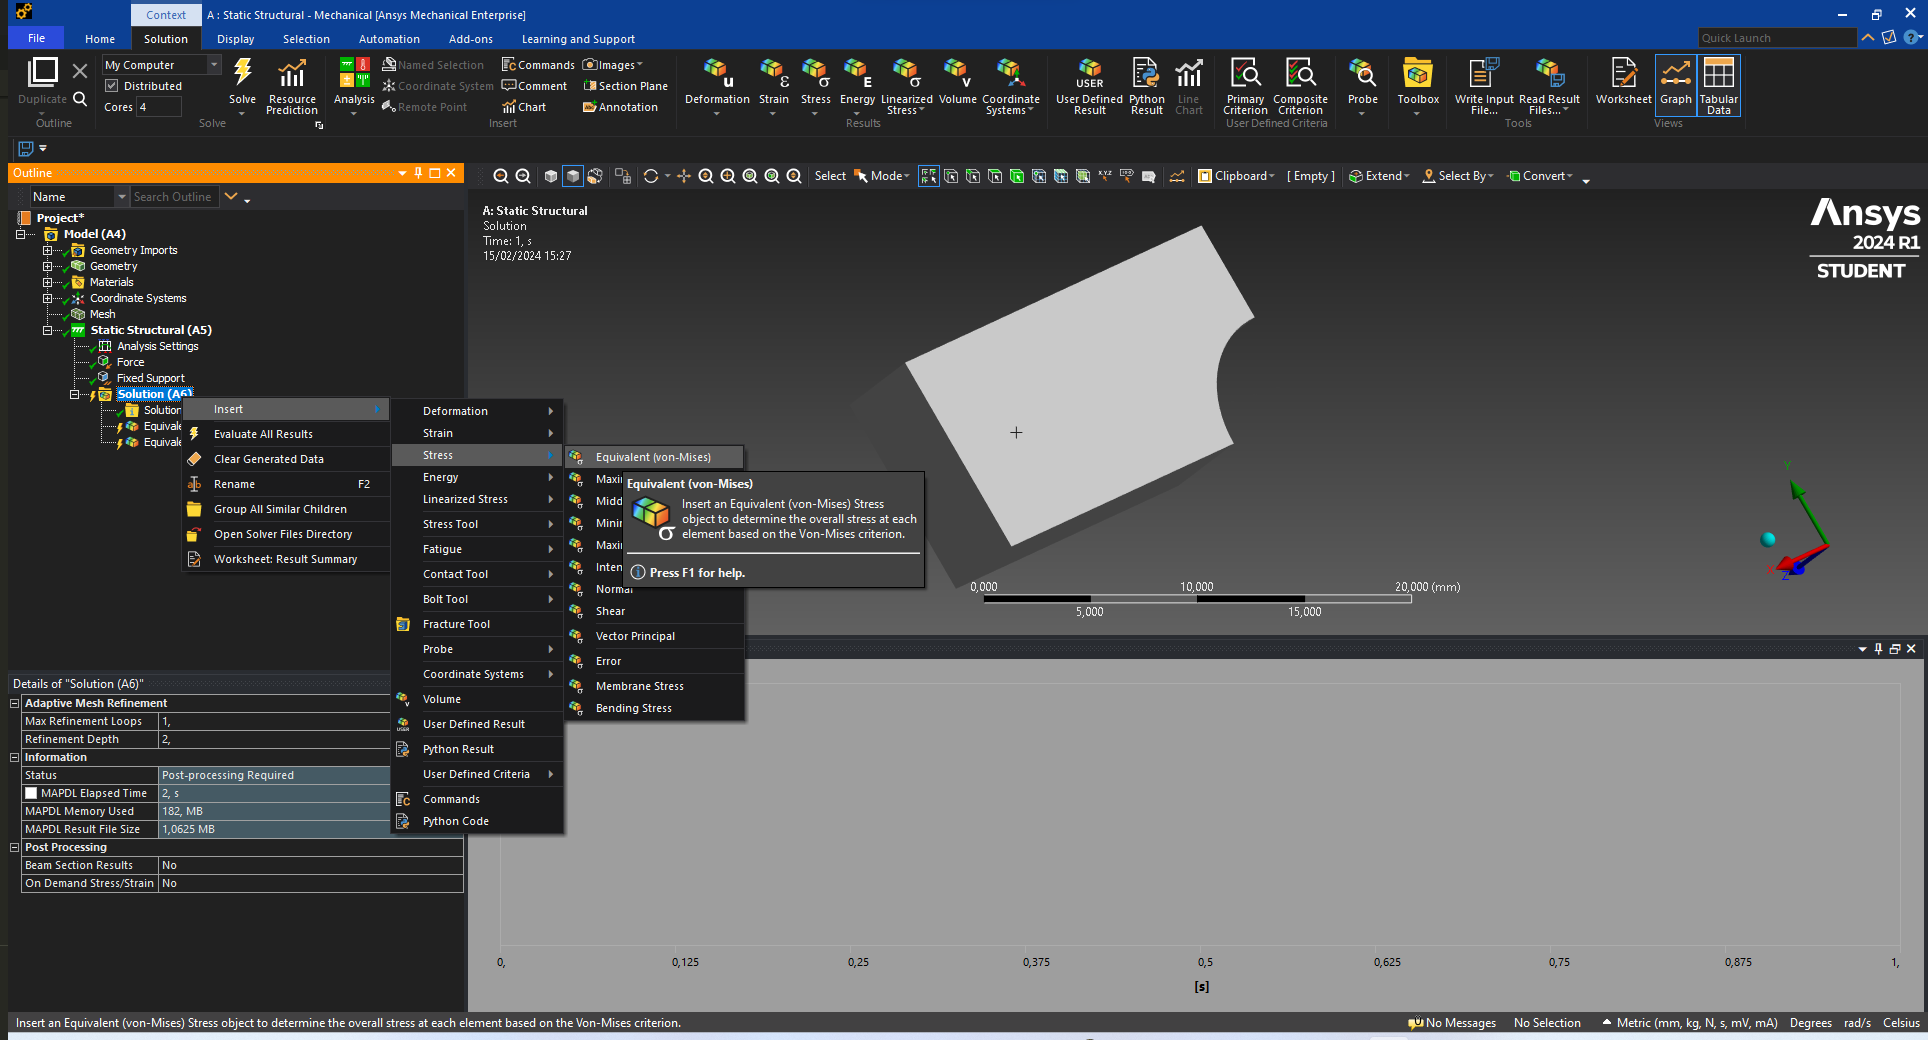 Context
A : Static Structural - Mechanical [Ansys Mechanical Enterprise]
File
Home
Solution
Display
Selection
Automation
Add-ons
Learning and Support
Quick Launch
Duplicate
Outline
My Computer
Distributed
Cores 4
Solve
Resource Prediction
Solve
Analysis
Named Selection
Coordinate System
Remote Point
Commands
Comment
Chart
Images
Section Plane
Annotation
Insert
Deformation
Strain
Stress
Energy
Linearized Stress
Volume
Coordinate Systems
Results
USER
User Defined Result
Python Result
Line Chart
Primary Criterion
Composite Criterion
User Defined Criteria
Probe
Toolbox
Write Input File...
Read Result Files...
Tools
Worksheet
Graph
Tabular Data
Views
Outline
Name
Search Outline
Project*
Model (A4)
Geometry Imports
Geometry
Materials
Coordinate Systems
Mesh
Static Structural (A5)
Analysis Settings
Force
Fixed Support
Solution (A6)
Solution
Equivale
Equivale
Select
Mode
Clipboard
[ Empty ]
Extend
Select By
Convert
A: Static Structural
Solution
Time: 1, s
15/02/2024 15:27
Ansys
2024 R1
STUDENT
Insert
Evaluate All Results
Clear Generated Data
Rename F2
Group All Similar Children
Open Solver Files Directory
Worksheet: Result Summary
Deformation
Strain
Stress
Energy
Linearized Stress
Stress Tool
Fatigue
Contact Tool
Bolt Tool
Fracture Tool
Probe
Coordinate Systems
Volume
User Defined Result
Python Result
User Defined Criteria
Commands
Python Code
Equivalent (von-Mises)
Maxi
Midd
Minir
Maxi
Inten
Normal
Shear
Vector Principal
Error
Membrane Stress
Bending Stress
Equivalent (von-Mises)
Insert an Equivalent (von-Mises) Stress
object to determine the overall stress at each
element based on the Von-Mises criterion.
Press F1 for help.
0,000
10,000
20,000 (mm)
5,000
15,000
Y
Z
Details of "Solution (A6)"
Adaptive Mesh Refinement
Max Refinement Loops 1,
Refinement Depth 2,
Information
Status Post-processing Required
MAPDL Elapsed Time 2, s
MAPDL Memory Used 182, MB
MAPDL Result File Size 1,0625 MB
Post Processing
Beam Section Results No
On Demand Stress/Strain No
0,
0,125
0,25
0,375
0,5
0,625
0,75
0,875
1,
[s]
Insert an Equivalent (von-Mises) Stress object to determine the overall stress at each element based on the Von-Mises criterion.
No Messages
No Selection
Metric (mm, kg, N, s, mV, mA)
Degrees
rad/s
Celsius